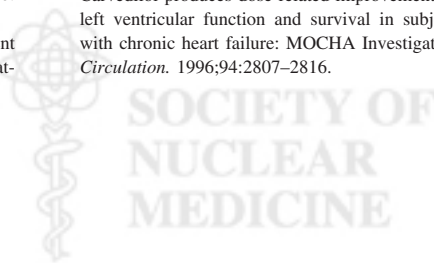 left ventricular function and survival in subj
with chronic heart failure: MOCHA Investigat
Circulation. 1996;94:2807–2816.
ent
at-
SOCIETY OF
NUCLEAR
MEDICINE